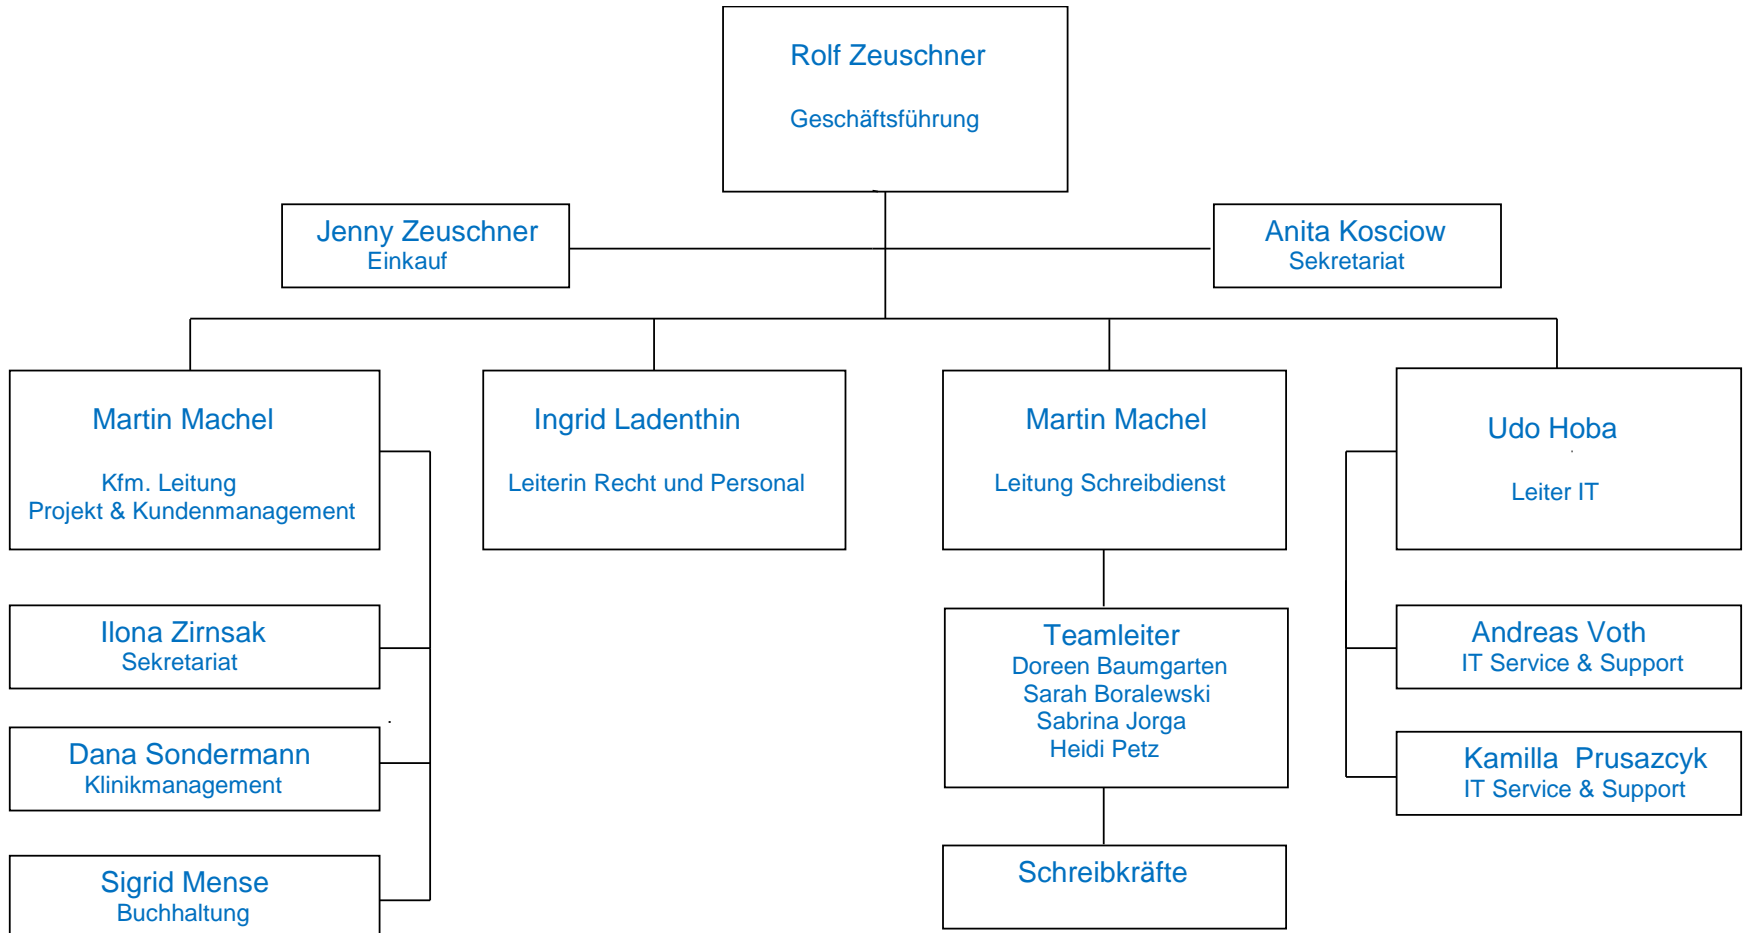 Rolf Zeuschner
Geschäftsführung
Jenny Zeuschner
Einkauf
Anita Kosciow
Sekretariat
Martin Machel
Kfm. Leitung
Projekt & Kundenmanagement
Ingrid Ladenthin
Leiterin Recht und Personal
Martin Machel
Leitung Schreibdienst
Udo Hoba
Leiter IT
Ilona Zirnsak
Sekretariat
Dana Sondermann
Klinikmanagement
Sigrid Mense
Buchhaltung
Teamleiter
Doreen Baumgarten
Sarah Boralewski
Sabrina Jorga
Heidi Petz
Schreibkräfte
Andreas Voth
IT Service & Support
Kamilla  Prusazcyk
IT Service & Support